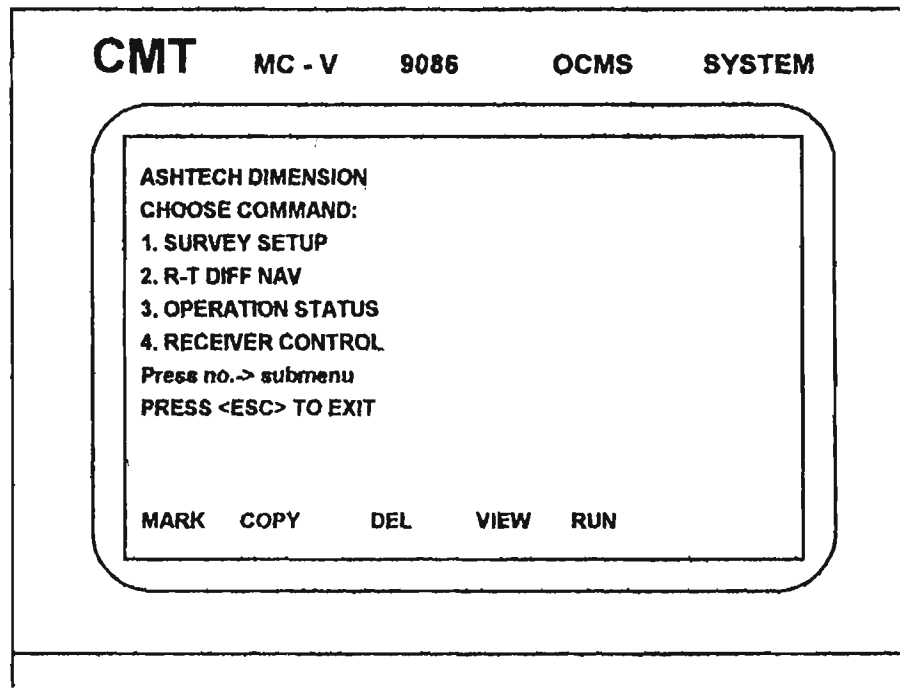 CMT MC - V 9086 OCMS SYSTEM
ASHTECH DIMENSION
CHOOSE COMMAND:
1. SURVEY SETUP
2. R-T DIFF NAV
3. OPERATION STATUS
4. RECEIVER CONTROL
Press no.-> submenu
PRESS <ESC> TO EXIT
MARK COPY DEL VIEW RUN